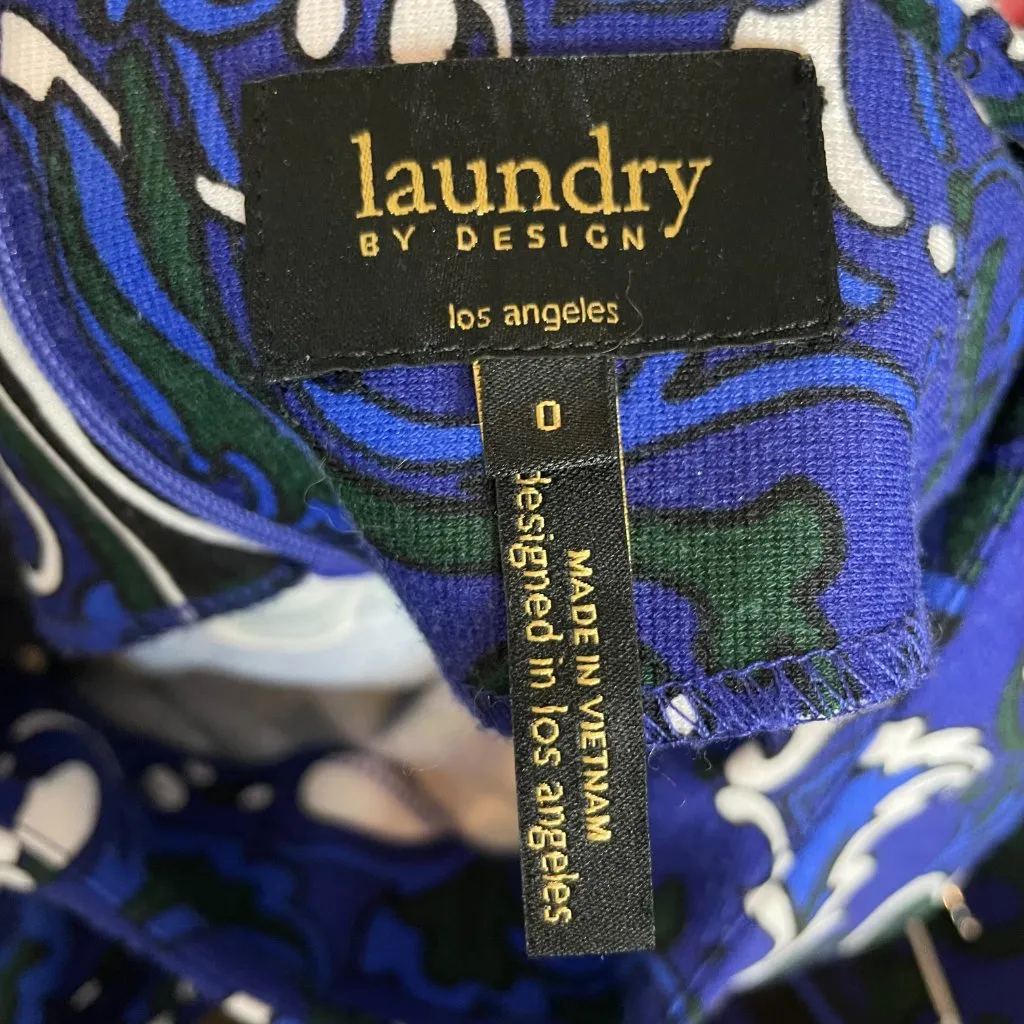 laundry
BY DESIGN
los angeles
0
designed in los angeles
MADE IN VIETNAM